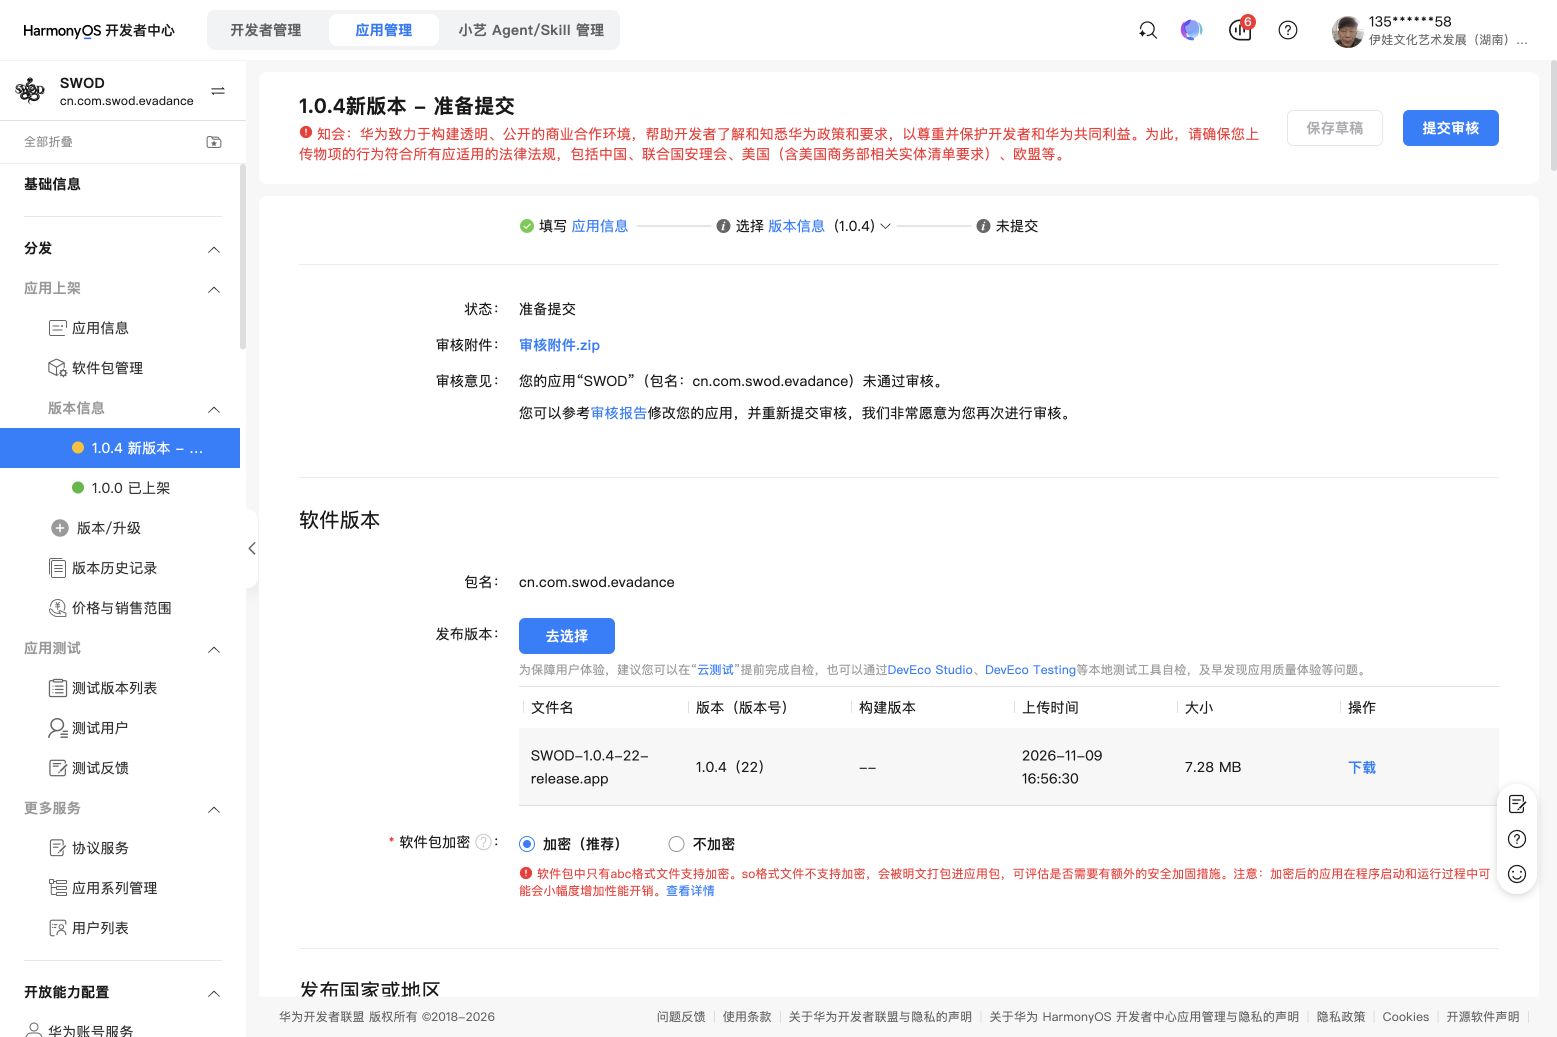 HarmonyOS 开发者中心
开发者管理
应用管理
小艺 Agent/Skill 管理
6
135******58
伊娃文化艺术发展（湖南）...
SWOD
cn.com.swod.evadance
全部折叠
基础信息
分发
应用上架
应用信息
软件包管理
版本信息
1.0.4 新版本 - ...
1.0.0 已上架
版本/升级
版本历史记录
价格与销售范围
应用测试
测试版本列表
测试用户
测试反馈
更多服务
协议服务
应用系列管理
用户列表
开放能力配置
华为账号服务
1.0.4新版本 - 准备提交
知会：华为致力于构建透明、公开的商业合作环境，帮助开发者了解和知悉华为政策和要求，以尊重并保护开发者和华为共同利益。为此，请确保您上
传物项的行为符合所有应适用的法律法规，包括中国、联合国安理会、美国（含美国商务部相关实体清单要求）、欧盟等。
保存草稿
提交审核
填写 应用信息
选择 版本信息 (1.0.4)
未提交
状态： 准备提交
审核附件： 审核附件.zip
审核意见： 您的应用“SWOD”（包名：cn.com.swod.evadance）未通过审核。
您可以参考审核报告修改您的应用，并重新提交审核，我们非常愿意为您再次进行审核。
软件版本
包名： cn.com.swod.evadance
发布版本： 去选择
为保障用户体验，建议您可以在“云测试”提前完成自检，也可以通过DevEco Studio、DevEco Testing等本地测试工具自检，及早发现应用质量体验等问题。
文件名 版本（版本号） 构建版本 上传时间 大小 操作
SWOD-1.0.4-22-
release.app
1.0.4（22）
--
2026-11-09
16:56:30
7.28 MB
下载
* 软件包加密 ?： 加密（推荐） 不加密
软件包中只有abc格式文件支持加密。so格式文件不支持加密，会被明文打包进应用包，可评估是否需要有额外的安全加固措施。注意：加密后的应用在程序启动和运行过程中可
能会小幅度增加性能开销。查看详情
发布国家或地区
华为开发者联盟 版权所有 ©2018-2026
问题反馈
使用条款
关于华为开发者联盟与隐私的声明
关于华为 HarmonyOS 开发者中心应用管理与隐私的声明
隐私政策
Cookies
开源软件声明